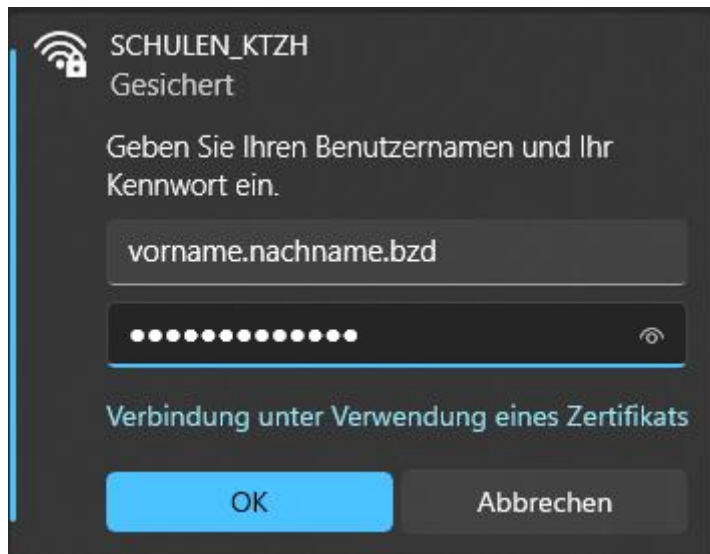 SCHULEN_KTZH
Gesichert
Geben Sie Ihren Benutzernamen und Ihr
Kennwort ein.
vorname.nachname.bzd
●●●●●●●●●●●●●
Verbindung unter Verwendung eines Zertifikats
OK
Abbrechen